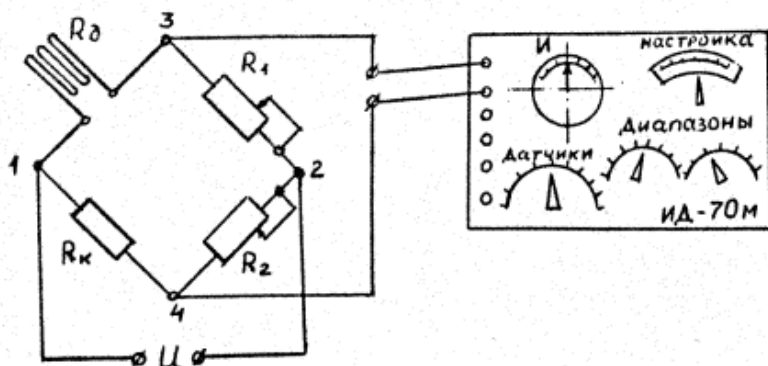 Rд
3
R₁
И
настройка
Диапазоны
Датчики
1
2
Rк
R₂
ИД-70м
4
U